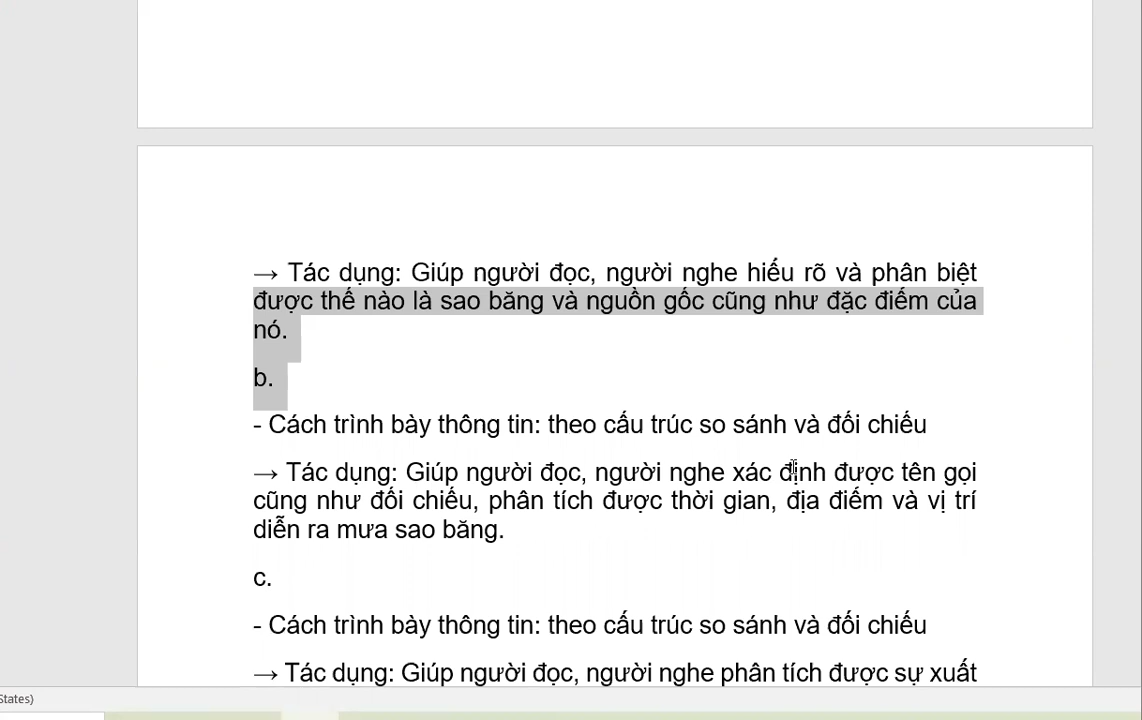 → Tác dụng: Giúp người đọc, người nghe hiểu rõ và phân biệt
được thế nào là sao băng và nguồn gốc cũng như đặc điểm của
nó.
b.
- Cách trình bày thông tin: theo cấu trúc so sánh và đối chiếu
→ Tác dụng: Giúp người đọc, người nghe xác định được tên gọi
cũng như đối chiếu, phân tích được thời gian, địa điểm và vị trí
diễn ra mưa sao băng.
c.
- Cách trình bày thông tin: theo cấu trúc so sánh và đối chiếu
→ Tác dụng: Giúp người đọc, người nghe phân tích được sự xuất
States)